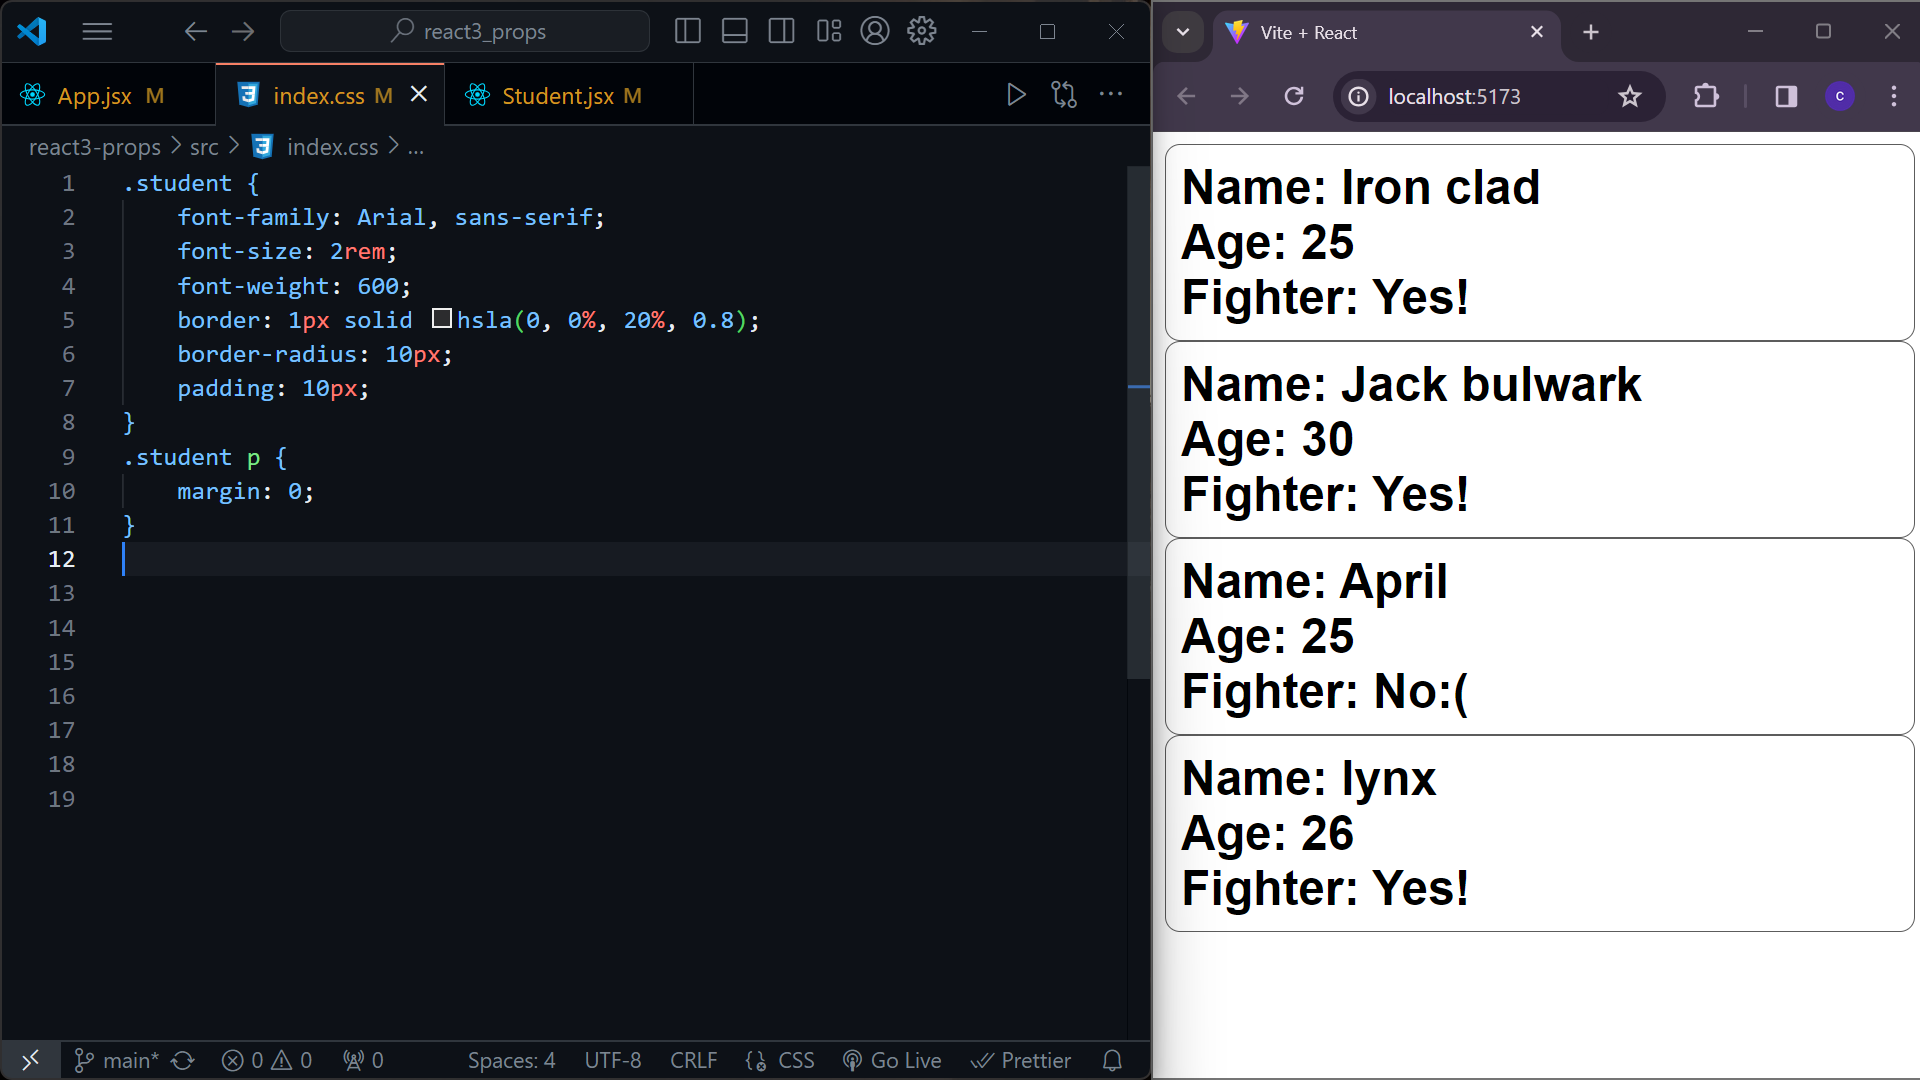 react3_props
App.jsx M
index.css M
Student.jsx M
react3-props > src > index.css > ...
1 .student {
2 font-family: Arial, sans-serif;
3 font-size: 2rem;
4 font-weight: 600;
5 border: 1px solid hsla(0, 0%, 20%, 0.8);
6 border-radius: 10px;
7 padding: 10px;
8 }
9 .student p {
10 margin: 0;
11 }
12
13
14
15
16
17
18
19
main* 0 0 0 Spaces: 4 UTF-8 CRLF {} CSS Go Live Prettier
Vite + React
localhost:5173
c
Name: Iron clad
Age: 25
Fighter: Yes!
Name: Jack bulwark
Age: 30
Fighter: Yes!
Name: April
Age: 25
Fighter: No:(
Name: lynx
Age: 26
Fighter: Yes!